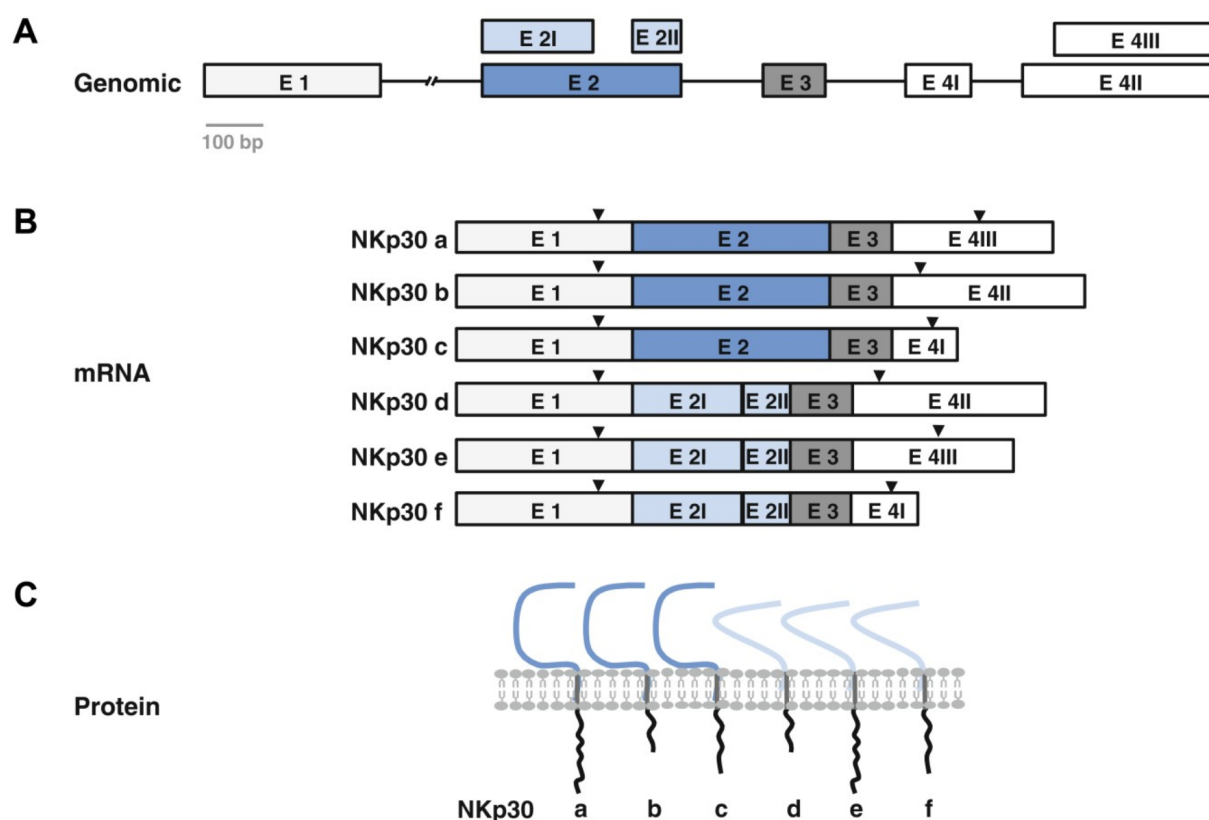 A
E 2I E 2II E 4III
Genomic E 1 E 2 E 3 E 4I E 4II
100 bp
B
NKp30 a E 1 E 2 E 3 E 4III
NKp30 b E 1 E 2 E 3 E 4II
NKp30 c E 1 E 2 E 3 E 4I
mRNA
NKp30 d E 1 E 2I E 2II E 3 E 4II
NKp30 e E 1 E 2I E 2II E 3 E 4III
NKp30 f E 1 E 2I E 2II E 3 E 4I
C
Protein
NKp30 a b c d e f